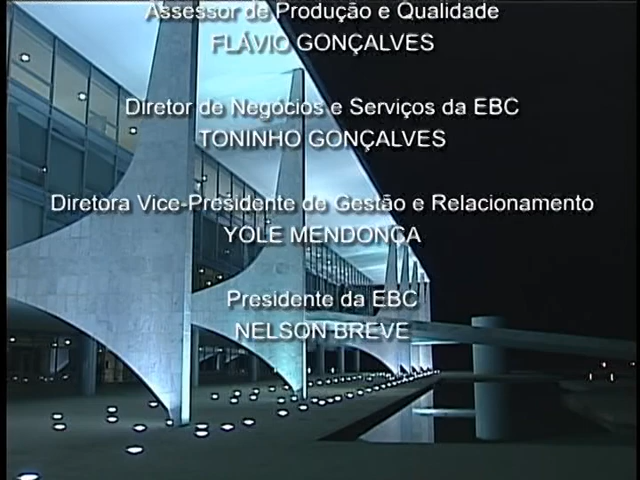 Assessor de Produção e Qualidade
FLÁVIO GONÇALVES
Diretor de Negócios e Serviços da EBC
TONINHO GONÇALVES
Diretora Vice-Presidente de Gestão e Relacionamento
YOLE MENDONÇA
Presidente da EBC
NELSON BREVE